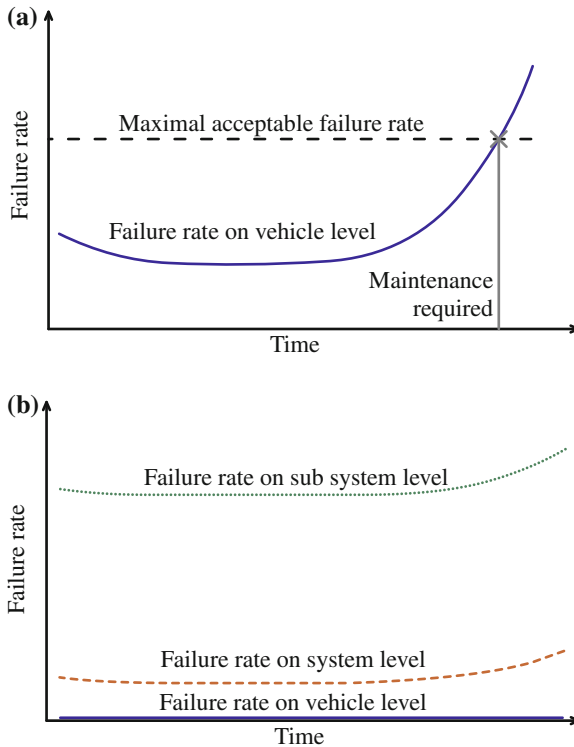 (a)
Failure rate
Maximal acceptable failure rate
Failure rate on vehicle level
Maintenance
required
Time
(b)
Failure rate
Failure rate on sub system level
Failure rate on system level
Failure rate on vehicle level
Time